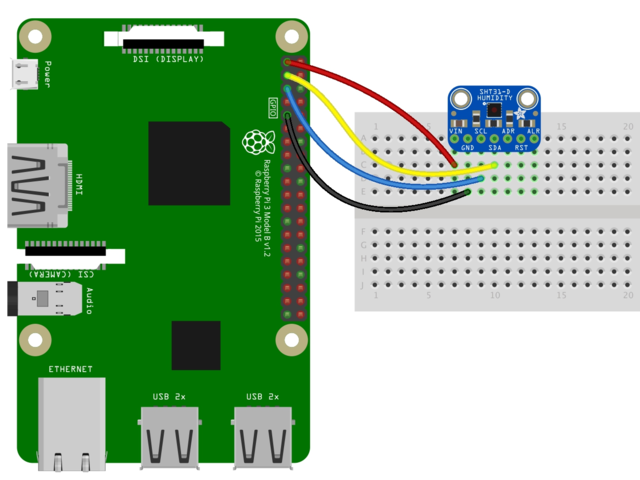 DSI (DISPLAY)
Power
HDMI
GPIO
Raspberry Pi 3 Model B v1.2
© Raspberry Pi 2015
CSI (CAMERA)
Audio
ETHERNET
USB 2x
USB 2x
SHT31-D
HUMIDITY
VIN SCL ADR ALR
GND SDA RST
1 5 10 15 20
A
B
C
D
E
F
G
H
I
J
1 5 10 15 20